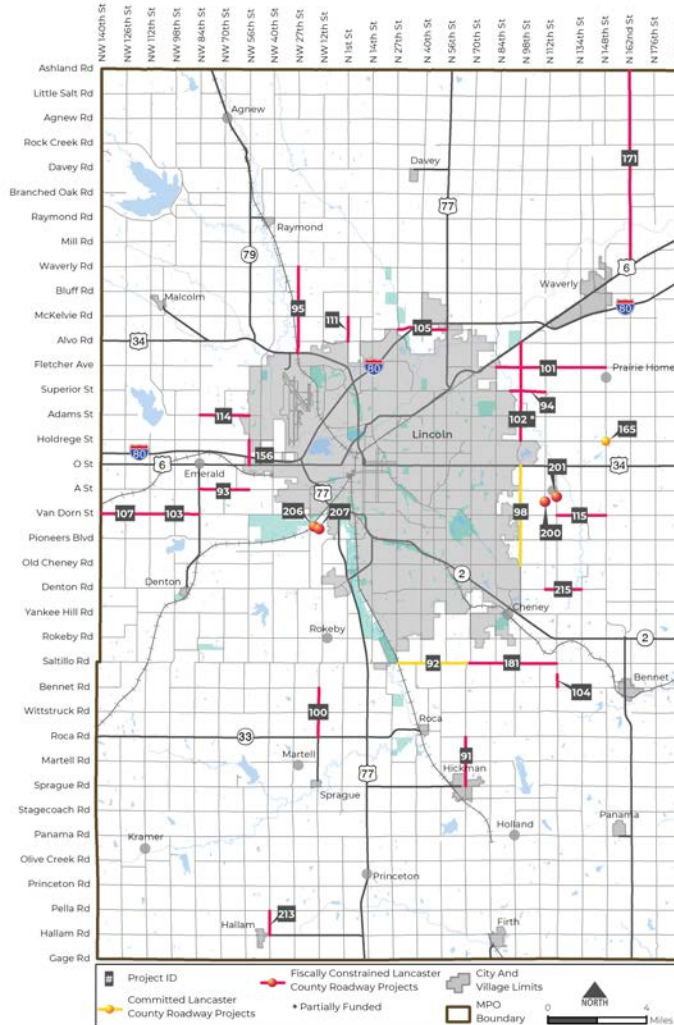 NW 140th St
NW 126th St
NW 112th St
NW 98th St
NW 84th St
NW 70th St
NW 56th St
NW 40th St
NW 27th St
NW 12th St
N 1st St
N 14th St
N 27th St
N 40th St
N 56th St
N 70th St
N 84th St
N 98th St
N 112th St
N 134th St
N 148th St
N 162nd St
N 176th St
Ashland Rd
Little Salt Rd
Agnew Rd
Rock Creek Rd
Davey Rd
Branched Oak Rd
Raymond Rd
Mill Rd
Waverly Rd
Bluff Rd
McKelvie Rd
Alvo Rd
Fletcher Ave
Superior St
Adams St
Holdrege St
O St
A St
Van Dorn St
Pioneers Blvd
Old Cheney Rd
Denton Rd
Yankee Hill Rd
Rokeby Rd
Saltillo Rd
Bennet Rd
Wittstruck Rd
Roca Rd
Martell Rd
Sprague Rd
Stagecoach Rd
Panama Rd
Olive Creek Rd
Princeton Rd
Pella Rd
Hallam Rd
Gage Rd
Agnew
Davey
171
77
Raymond
79
6
Waverly
Malcolm
95
111
80
105
34
80
101
Prairie Home
94
114
102*
165
Lincoln
156
80
6
34
Emerald
201
93
77
206
207
98
107
103
115
200
2
Denton
215
Cheney
Rokeby
2
92
181
104
Bennet
100
33
Roca
Martell
91
77
Hickman
Sprague
Kramer
Holland
Panama
Princeton
213
Hallam
Firth
# Project ID
Committed Lancaster
County Roadway Projects
Fiscally Constrained Lancaster
County Roadway Projects
* Partially Funded
City And
Village Limits
MPO
Boundary
NORTH
0
4
Miles